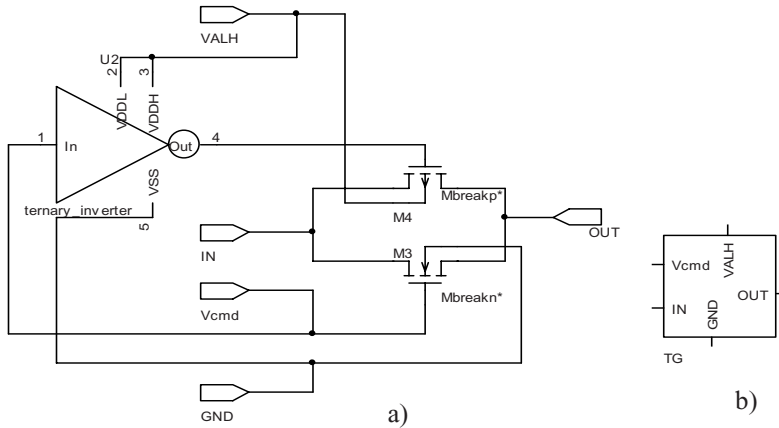 VALH
U2
2
3
VDDL
VDDH
1
In
Out
4
VSS
ternary_inverter
5
Mbreakp*
M4
IN
OUT
M3
Mbreakn*
Vcmd
GND
a)
Vcmd
VALH
OUT
IN
GND
TG
b)